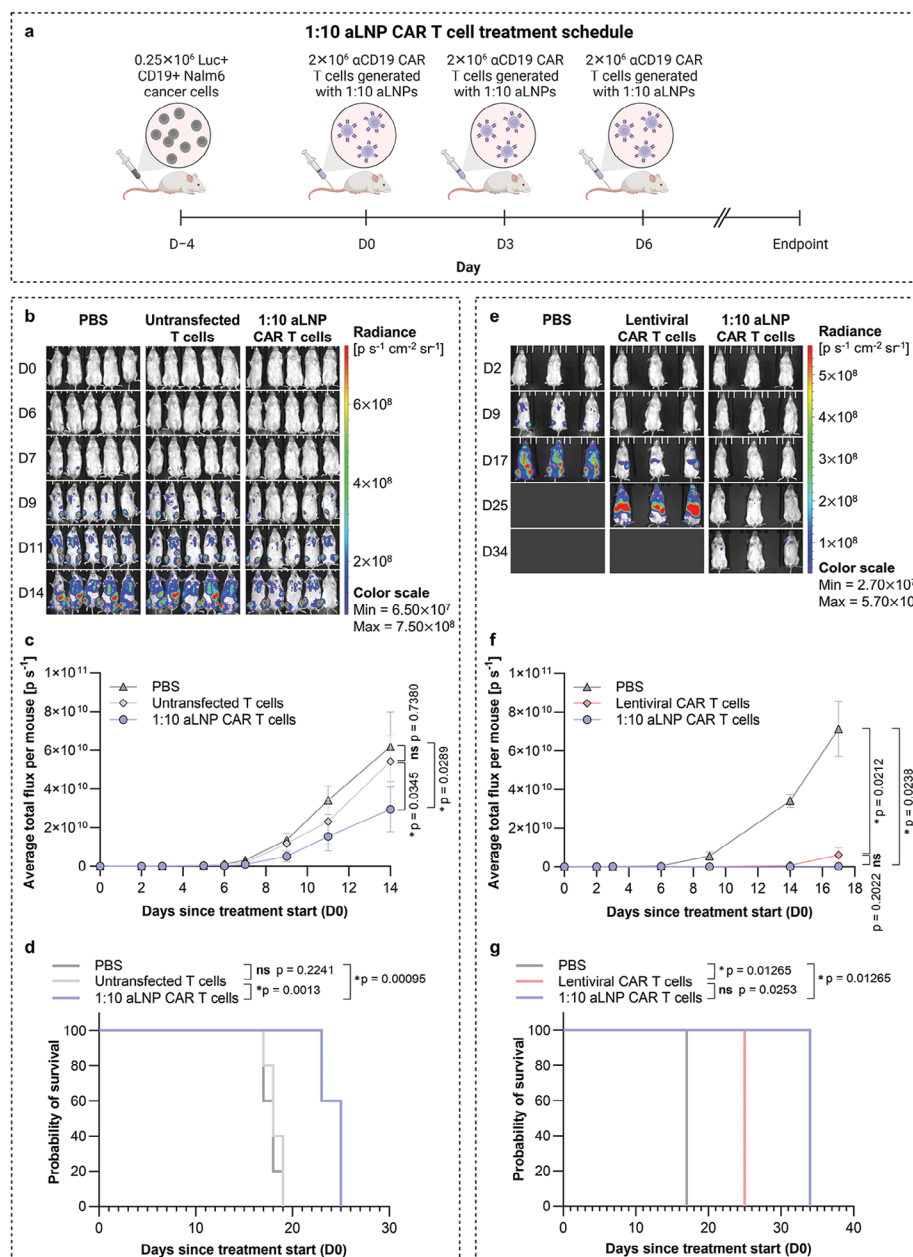 a
1:10 aLNP CAR T cell treatment schedule
0.25×10⁶ Luc+
CD19+ Nalm6
cancer cells
2×10⁶ αCD19 CAR
T cells generated
with 1:10 aLNPs
2×10⁶ αCD19 CAR
T cells generated
with 1:10 aLNPs
2×10⁶ αCD19 CAR
T cells generated
with 1:10 aLNPs
D−4
D0
D3
D6
Endpoint
Day
b
PBS
Untransfected
T cells
1:10 aLNP
CAR T cells
Radiance
[p s⁻¹ cm⁻² sr⁻¹]
D0
D6
D7
D9
D11
D14
6×10⁸
4×10⁸
2×10⁸
Color scale
Min = 6.50×10⁷
Max = 7.50×10⁸
c
Average total flux per mouse [p s⁻¹]
1×10¹¹
8×10¹⁰
6×10¹⁰
4×10¹⁰
2×10¹⁰
0
PBS
Untransfected T cells
1:10 aLNP CAR T cells
ns p = 0.7380
*p = 0.0345
*p = 0.0289
0 2 4 6 8 10 12 14
Days since treatment start (D0)
d
PBS
Untransfected T cells
1:10 aLNP CAR T cells
ns p = 0.2241
*p = 0.0013
*p = 0.00095
Probability of survival
100
80
60
40
20
0
0 10 20 30
Days since treatment start (D0)
e
PBS
Lentiviral
CAR T cells
1:10 aLNP
CAR T cells
Radiance
[p s⁻¹ cm⁻² sr⁻¹]
D2
D9
D17
D25
D34
5×10⁸
4×10⁸
3×10⁸
2×10⁸
1×10⁸
Color scale
Min = 2.70×10
Max = 5.70×10
f
Average total flux per mouse [p s⁻¹]
1×10¹¹
8×10¹⁰
6×10¹⁰
4×10¹⁰
2×10¹⁰
0
PBS
Lentiviral CAR T cells
1:10 aLNP CAR T cells
*p = 0.0212
*p = 0.0238
ns
p = 0.2022
0 2 4 6 8 10 12 14 16 18
Days since treatment start (D0)
g
PBS
Lentiviral CAR T cells
1:10 aLNP CAR T cells
*p = 0.01265
ns p = 0.0253
*p = 0.01265
Probability of survival
100
80
60
40
20
0
0 10 20 30 40
Days since treatment start (D0)